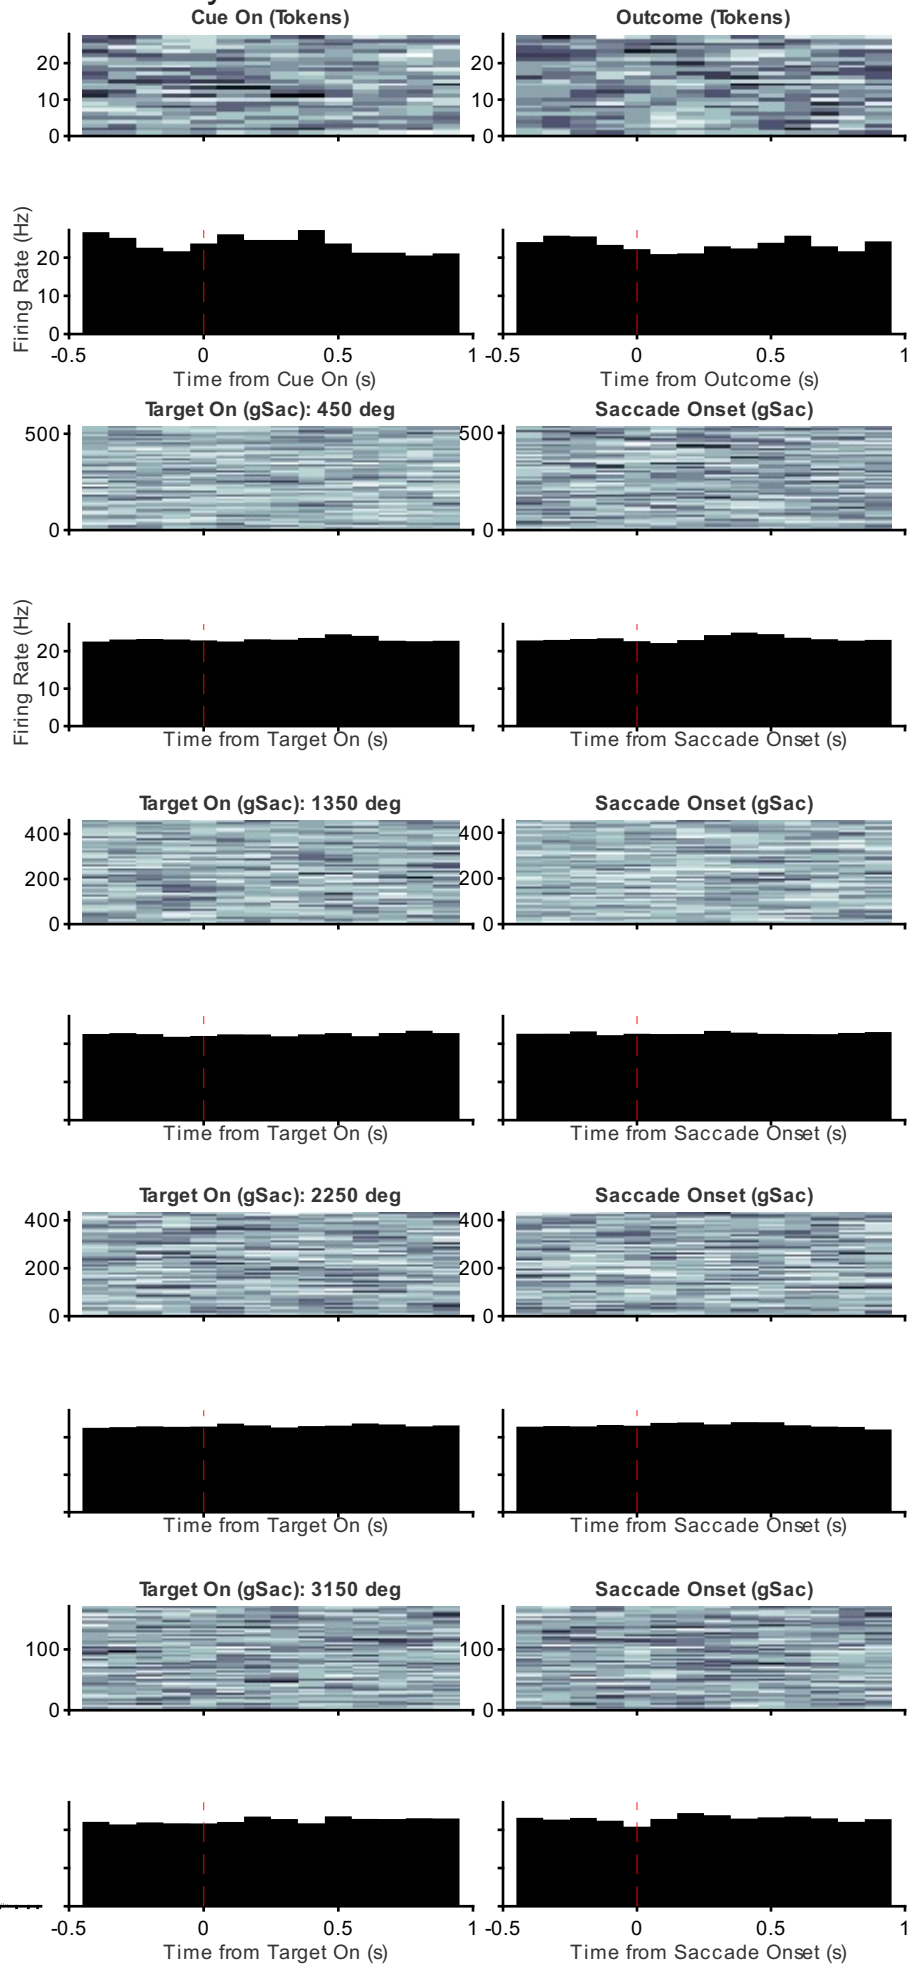 Cue On (Tokens) Outcome (Tokens)
20 20
10 10
0 0
Firing Rate (Hz)
20
10
0
-0.5 0 0.5 1 -0.5 0 0.5 1
Time from Cue On (s) Time from Outcome (s)
Target On (gSac): 450 deg Saccade Onset (gSac)
500 500
0 0
Firing Rate (Hz)
20
10
0
Time from Target On (s) Time from Saccade Onset (s)
Target On (gSac): 1350 deg Saccade Onset (gSac)
400 400
200 200
0 0
Time from Target On (s) Time from Saccade Onset (s)
Target On (gSac): 2250 deg Saccade Onset (gSac)
400 400
200 200
0 0
Time from Target On (s) Time from Saccade Onset (s)
Target On (gSac): 3150 deg Saccade Onset (gSac)
100 100
0 0
-0.5 0 0.5 1 -0.5 0 0.5 1
Time from Target On (s) Time from Saccade Onset (s)